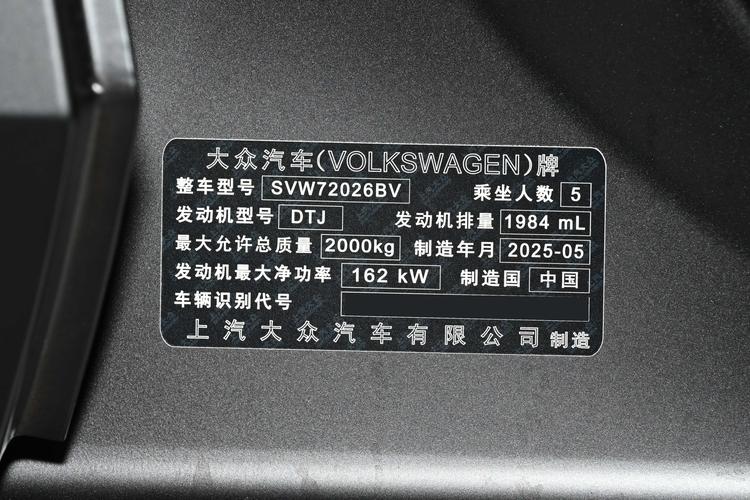 大众汽车(VOLKSWAGEN)牌
整车型号 SVW72026BV 乘坐人数 5
发动机型号 DTJ 发动机排量 1984 mL
最大允许总质量 2000kg 制造年月 2025-05
发动机最大净功率 162 kW 制造国 中国
车辆识别代号
上汽大众汽车有限公司 制造